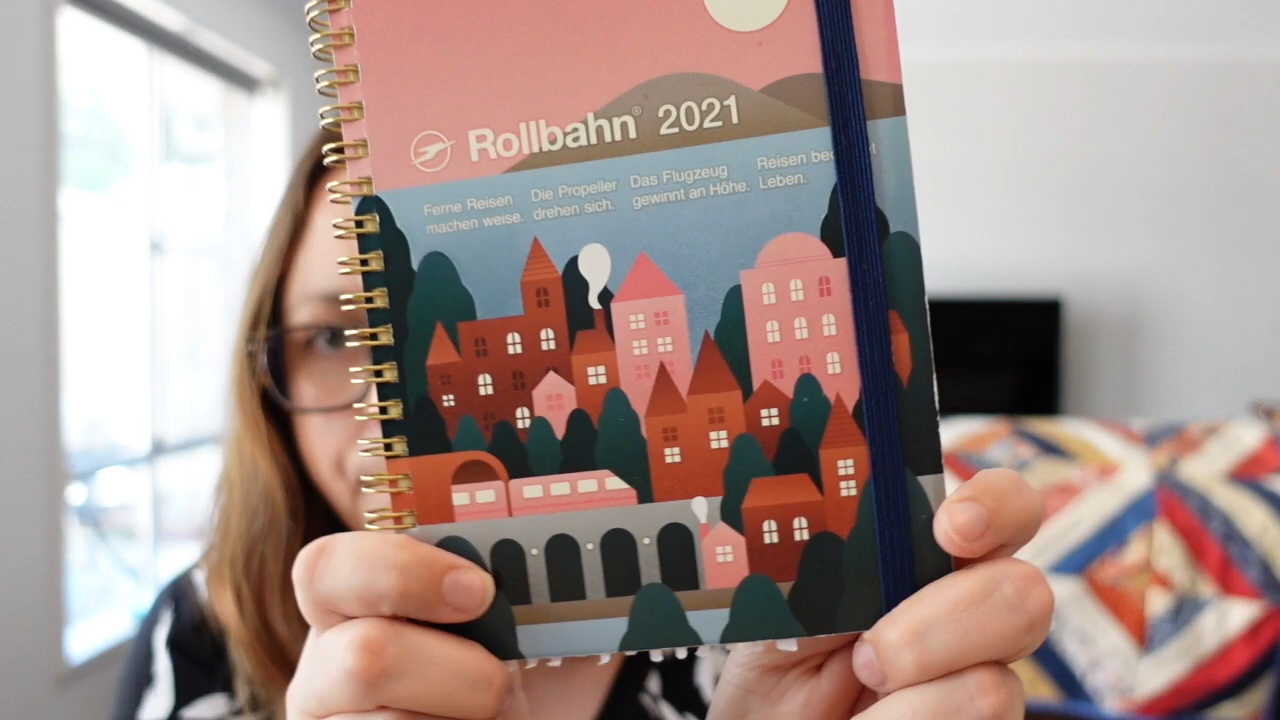 Rollbahn® 2021
Ferne Reisen
machen weise.
Die Propeller
drehen sich.
Das Flugzeug
gewinnt an Höhe.
Reisen
Leben.